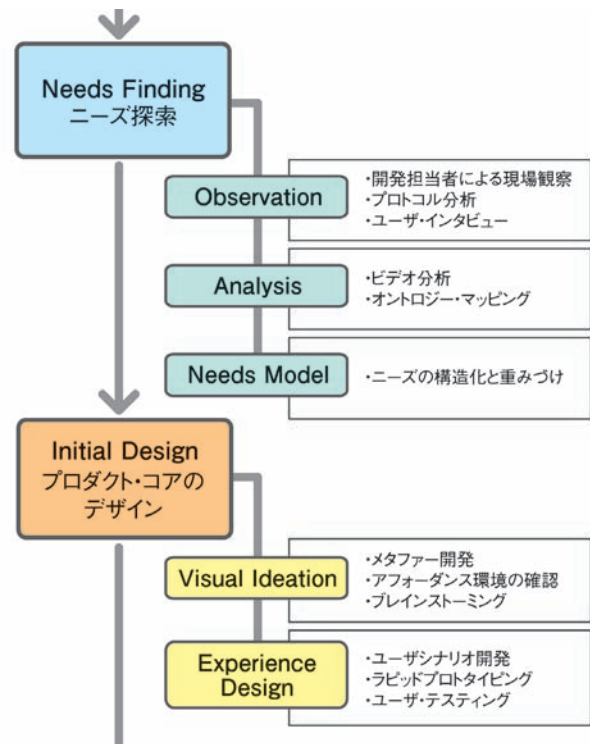 Needs Finding
ニーズ探索
Observation
・開発担当者による現場観察
・プロトコル分析
・ユーザ・インタビュー
Analysis
・ビデオ分析
・オントロジー・マッピング
Needs Model
・ニーズの構造化と重みづけ
Initial Design
プロダクト・コアの
デザイン
Visual Ideation
・メタファー開発
・アフォーダンス環境の確認
・ブレインストーミング
Experience
Design
・ユーザシナリオ開発
・ラピッドプロトタイピング
・ユーザ・テスティング